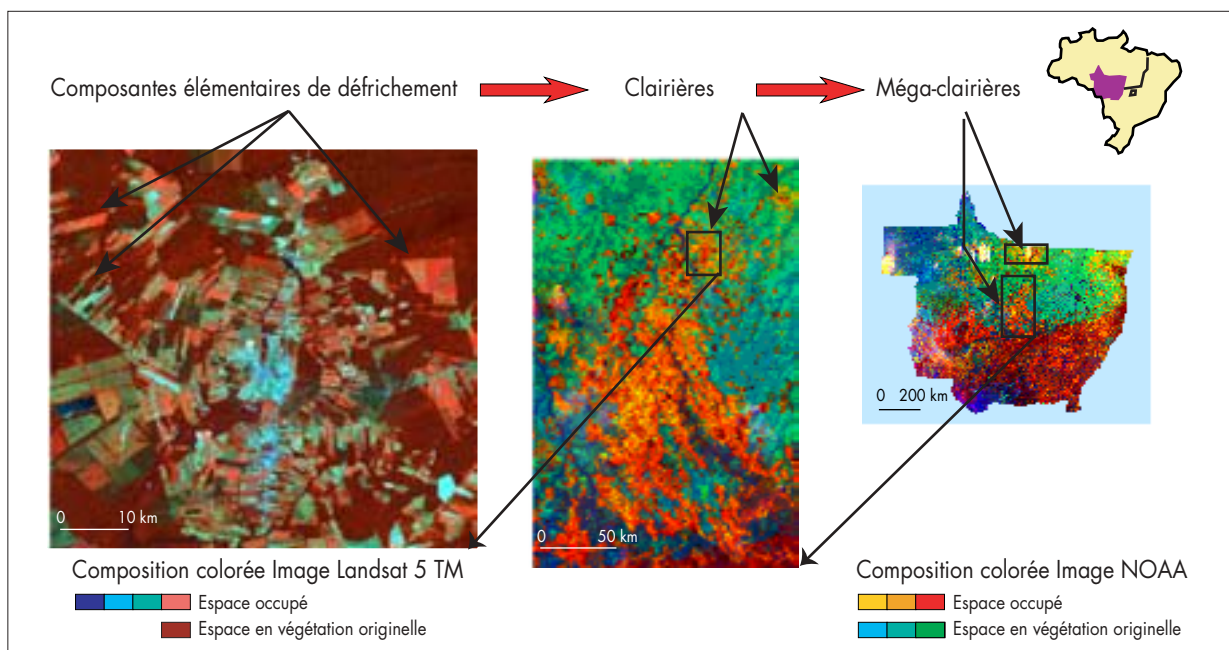 Composantes élémentaires de défrichement
Clairières
Méga-clairières
0 10 km
0 50 km
0 200 km
Composition colorée Image Landsat 5 TM
Espace occupé
Espace en végétation originelle
Composition colorée Image NOAA
Espace occupé
Espace en végétation originelle